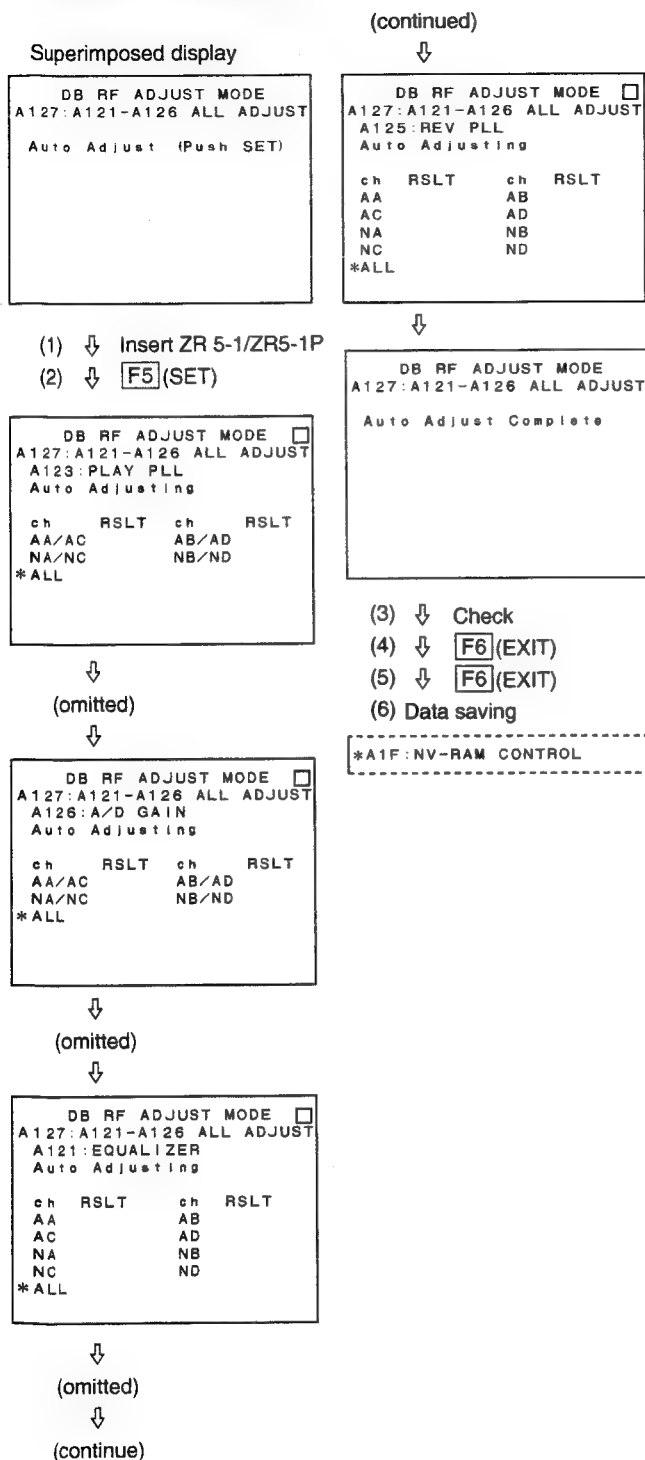 Superimposed display
DB RF ADJUST MODE
A127:A121-A126 ALL ADJUST
Auto Adjust (Push SET)
(1) ⇩ Insert ZR 5-1/ZR5-1P
(2) ⇩ F5 (SET)
DB RF ADJUST MODE □
A127:A121-A126 ALL ADJUST
A123:PLAY PLL
Auto Adjusting
ch RSLT ch RSLT
AA/AC AB/AD
NA/NC NB/ND
*ALL
⇩
(omitted)
⇩
DB RF ADJUST MODE □
A127:A121-A126 ALL ADJUST
A126:A/D GAIN
Auto Adjusting
ch RSLT ch RSLT
AA/AC AB/AD
NA/NC NB/ND
*ALL
⇩
(omitted)
⇩
DB RF ADJUST MODE □
A127:A121-A126 ALL ADJUST
A121:EQUALIZER
Auto Adjusting
ch RSLT ch RSLT
AA AB
AC AD
NA NB
NC ND
*ALL
⇩
(omitted)
⇩
(continue)
(continued)
⇩
DB RF ADJUST MODE □
A127:A121-A126 ALL ADJUST
A125:REV PLL
Auto Adjusting
ch RSLT ch RSLT
AA AB
AC AD
NA NB
NC ND
*ALL
⇩
DB RF ADJUST MODE
A127:A121-A126 ALL ADJUST
Auto Adjust Complete
(3) ⇩ Check
(4) ⇩ F6 (EXIT)
(5) ⇩ F6 (EXIT)
(6) Data saving
*A1F:NV-RAM CONTROL